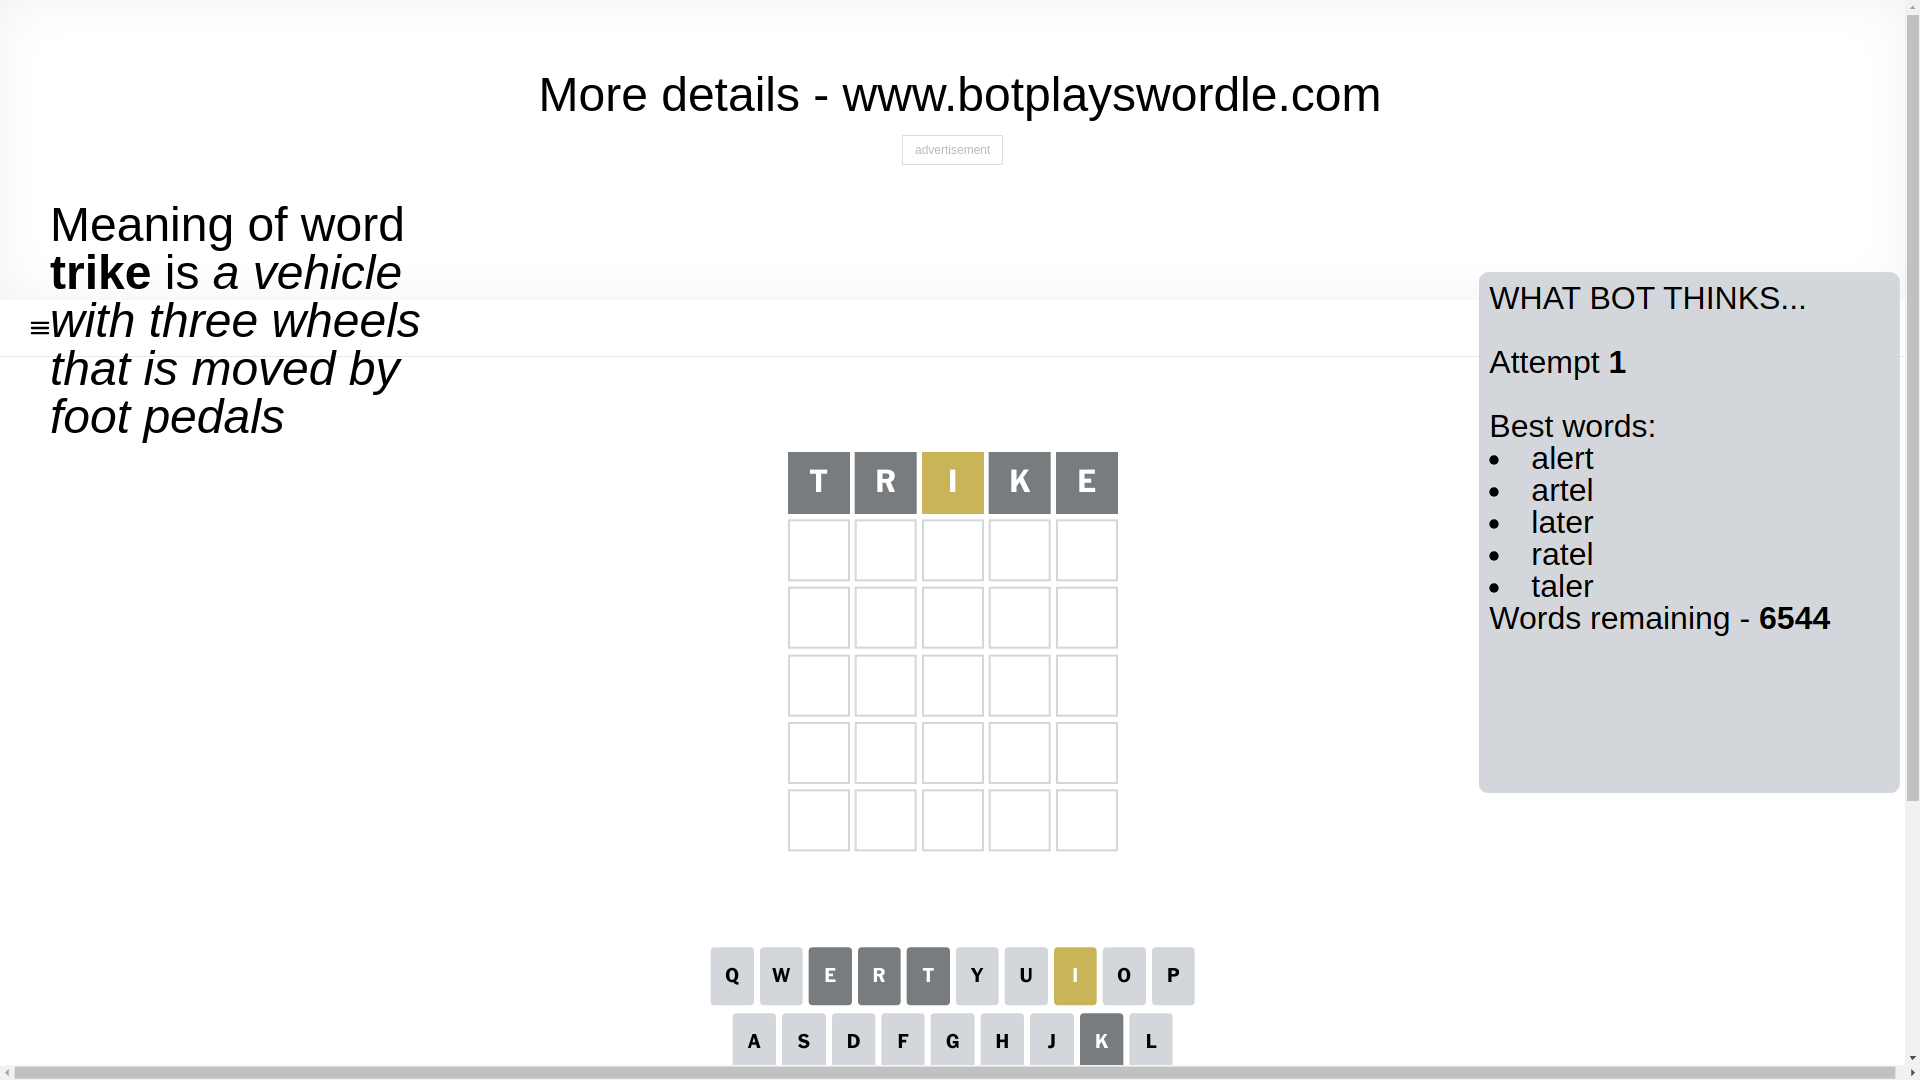 More details - www.botplayswordle.com
advertisement
Meaning of word
trike is a vehicle
with three wheels
that is moved by
foot pedals
WHAT BOT THINKS...
Attempt 1
Best words:
alert
artel
later
ratel
taler
Words remaining - 6544
T R I K E
Q W E R T Y U I O P
A S D F G H J K L